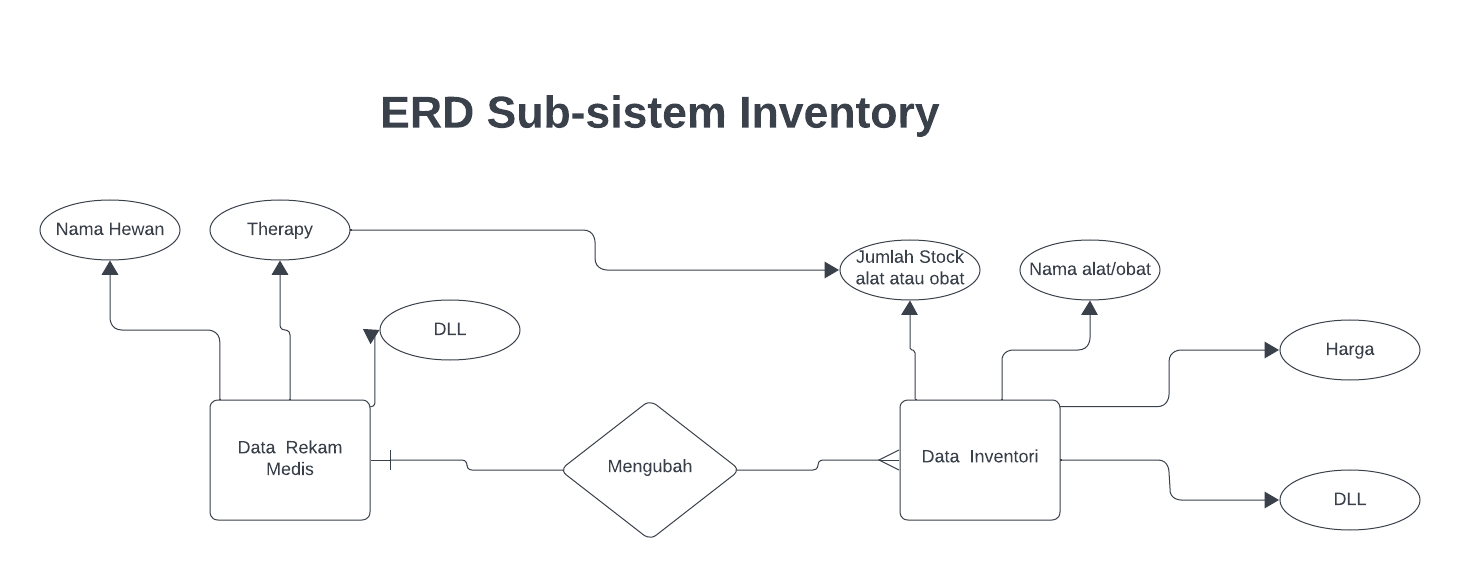 ERD Sub-sistem Inventory
Nama Hewan
Therapy
Jumlah Stock
alat atau obat
Nama alat/obat
DLL
Harga
Data Rekam
Medis
Mengubah
Data Inventori
DLL